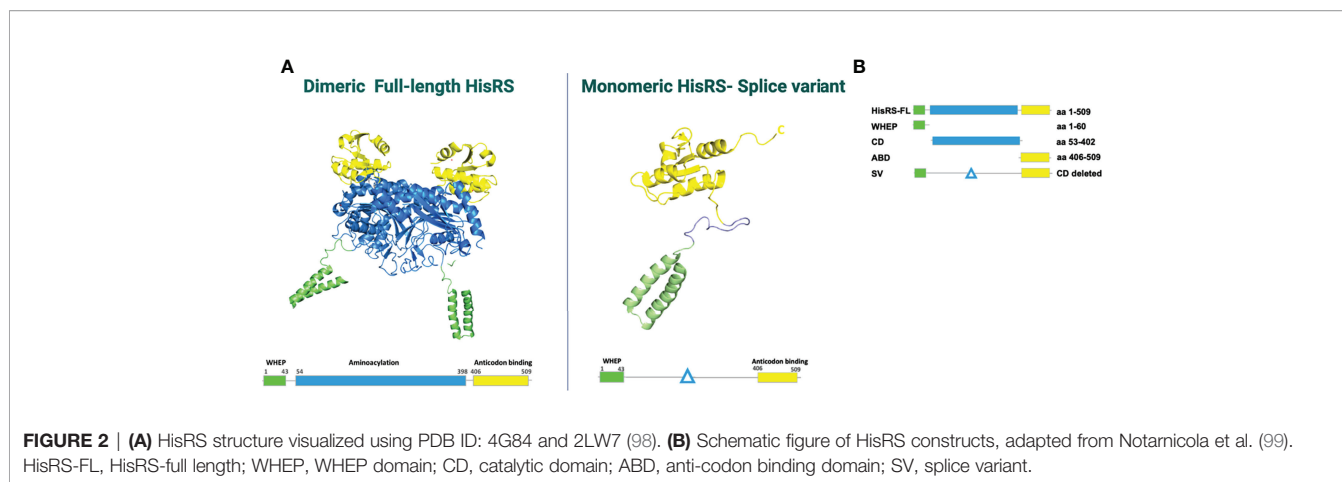 A
B
Dimeric Full-length HisRS
Monomeric HisRS- Splice variant
C
HisRS-FL aa 1-509
WHEP aa 1-60
CD aa 53-402
ABD aa 406-509
SV CD deleted
WHEP Aminoacylation Anticodon binding
1 43 54 398 406 509
WHEP Anticodon binding
1 43 406 509
FIGURE 2 | (A) HisRS structure visualized using PDB ID: 4G84 and 2LW7 (98). (B) Schematic figure of HisRS constructs, adapted from Notarnicola et al. (99).
HisRS-FL, HisRS-full length; WHEP, WHEP domain; CD, catalytic domain; ABD, anti-codon binding domain; SV, splice variant.